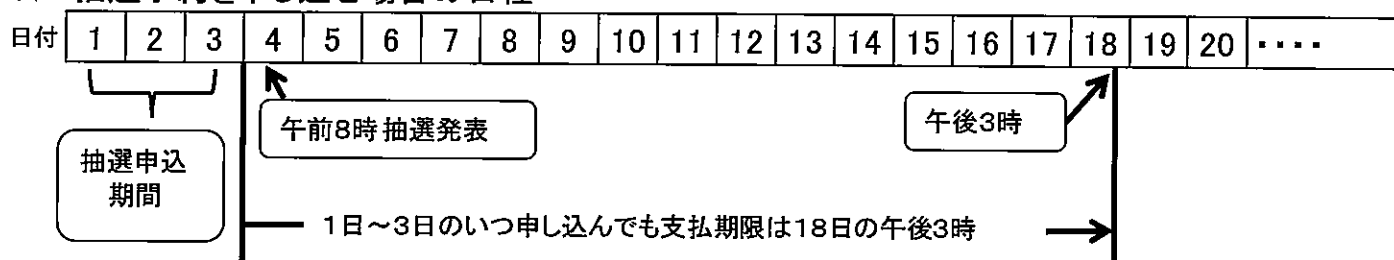 日付 1 2 3 4 5 6 7 8 9 10 11 12 13 14 15 16 17 18 19 20 ････
午前8時 抽選発表
午後3時
抽選申込
期間
1日～3日のいつ申し込んでも支払期限は18日の午後3時